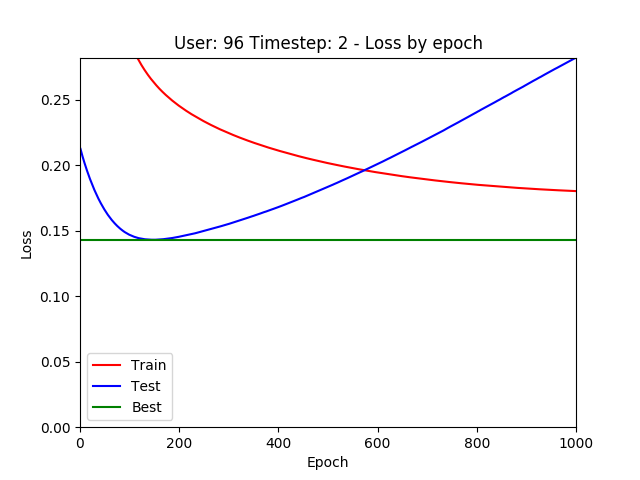 User: 96 Timestep: 2 - Loss by epoch
Loss
0.25
0.20
0.15
0.10
0.05
0.00
Train
Test
Best
0 200 400 600 800 1000
Epoch